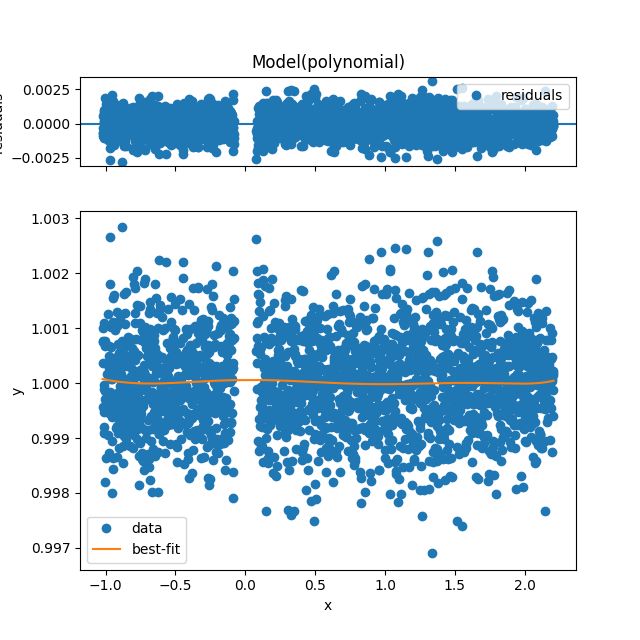 Model(polynomial)
0.0025
0.0000
−0.0025
residuals
residuals
1.003
1.002
1.001
1.000
0.999
0.998
0.997
y
data
best-fit
−1.0 −0.5 0.0 0.5 1.0 1.5 2.0
x